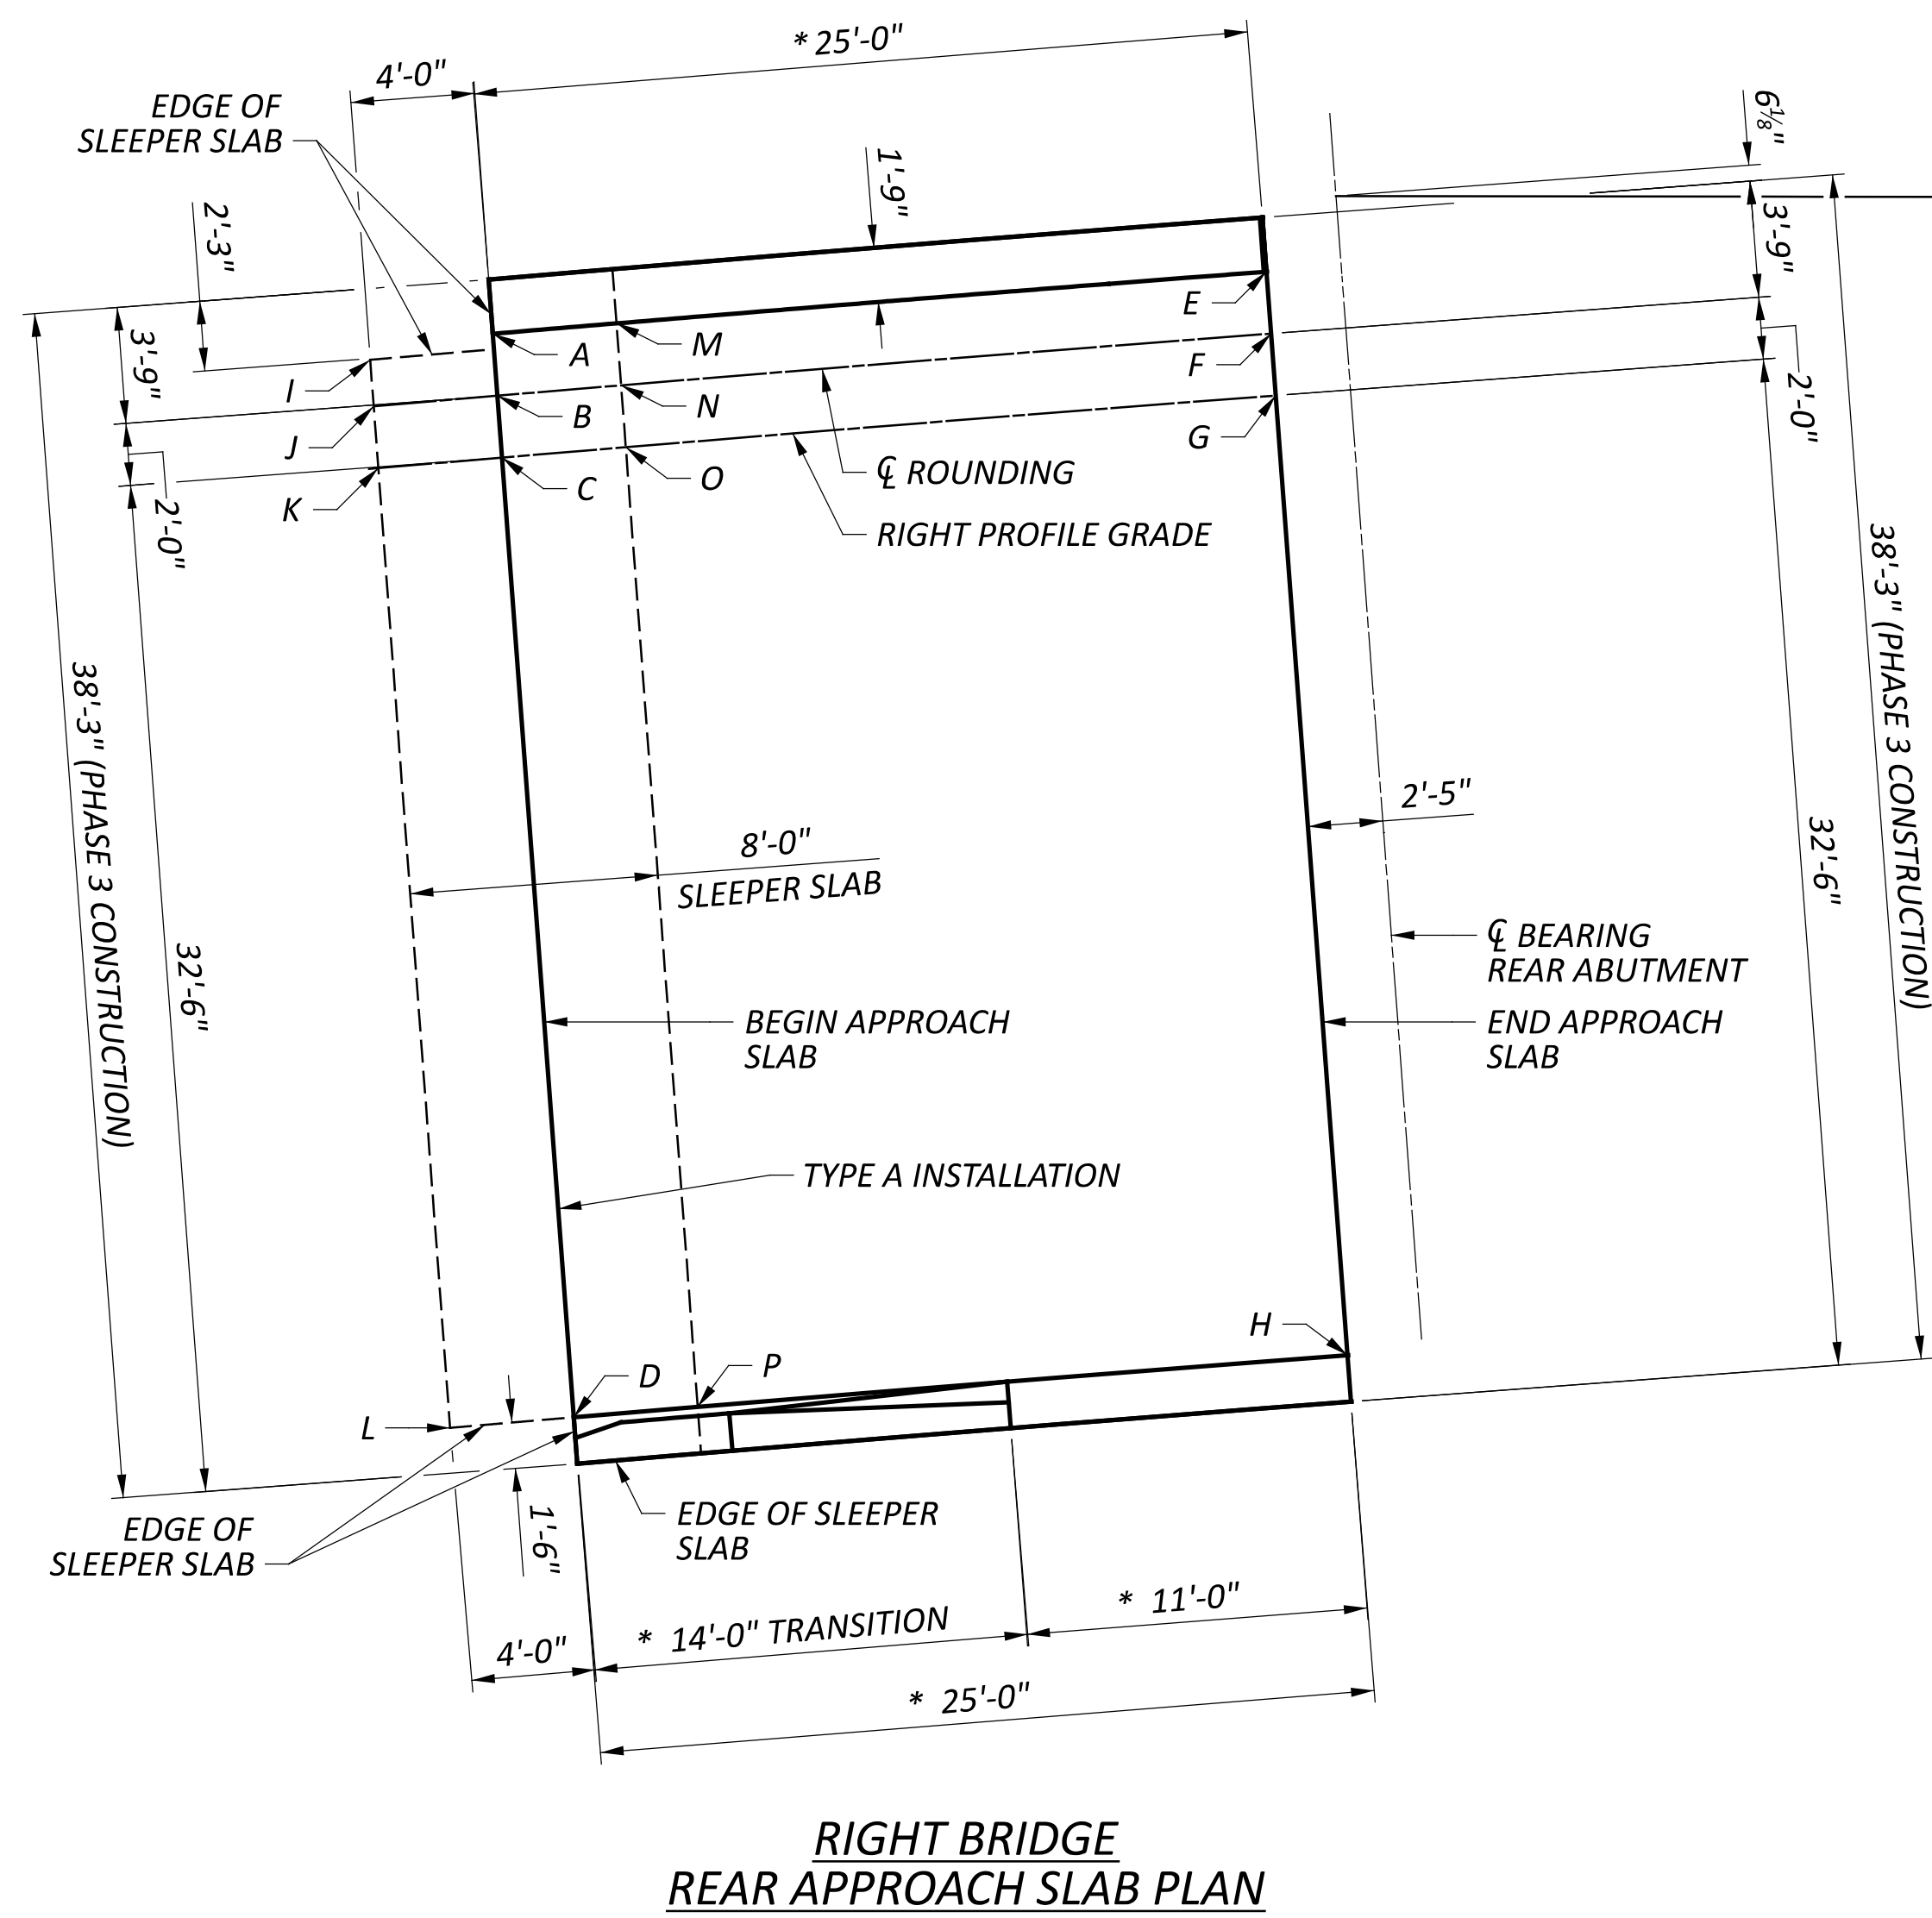 * 25'-0"
4'-0"
EDGE OF
SLEEPER SLAB
6⅛"
1'-9"
2'-3"
3'-9"
E
A
M
I
3'-9"
F
B
N
J
2'-0"
G
C
O
K
2'-0"
℄ ROUNDING
RIGHT PROFILE GRADE
38'-3" (PHASE 3 CONSTRUCTION)
38'-3" (PHASE 3 CONSTRUCTION)
2'-5"
8'-0"
SLEEPER SLAB
32'-6"
32'-6"
℄ BEARING
REAR ABUTMENT
BEGIN APPROACH
SLAB
END APPROACH
SLAB
TYPE A INSTALLATION
H
D
P
L
EDGE OF SLEEPER
SLAB
EDGE OF
SLEEPER SLAB
1'-6"
* 11'-0"
* 14'-0" TRANSITION
4'-0"
* 25'-0"
RIGHT BRIDGE
REAR APPROACH SLAB PLAN